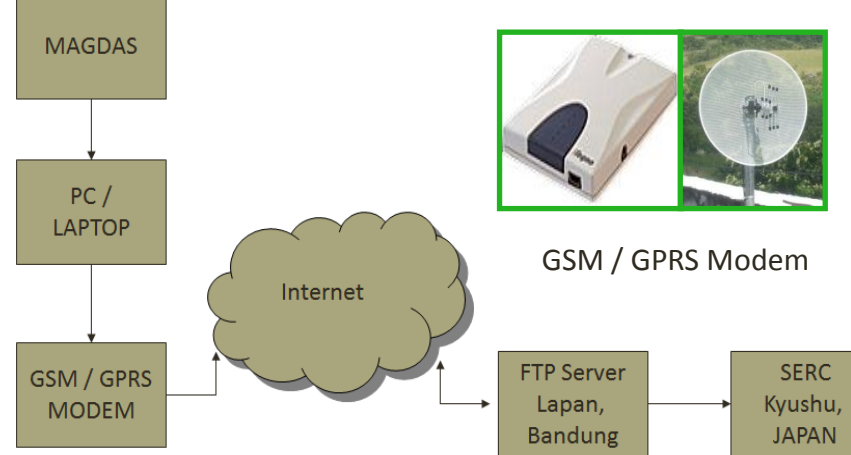 MAGDAS
PC /
LAPTOP
GSM / GPRS
MODEM
Internet
GSM / GPRS Modem
FTP Server
Lapan,
Bandung
SERC
Kyushu,
JAPAN